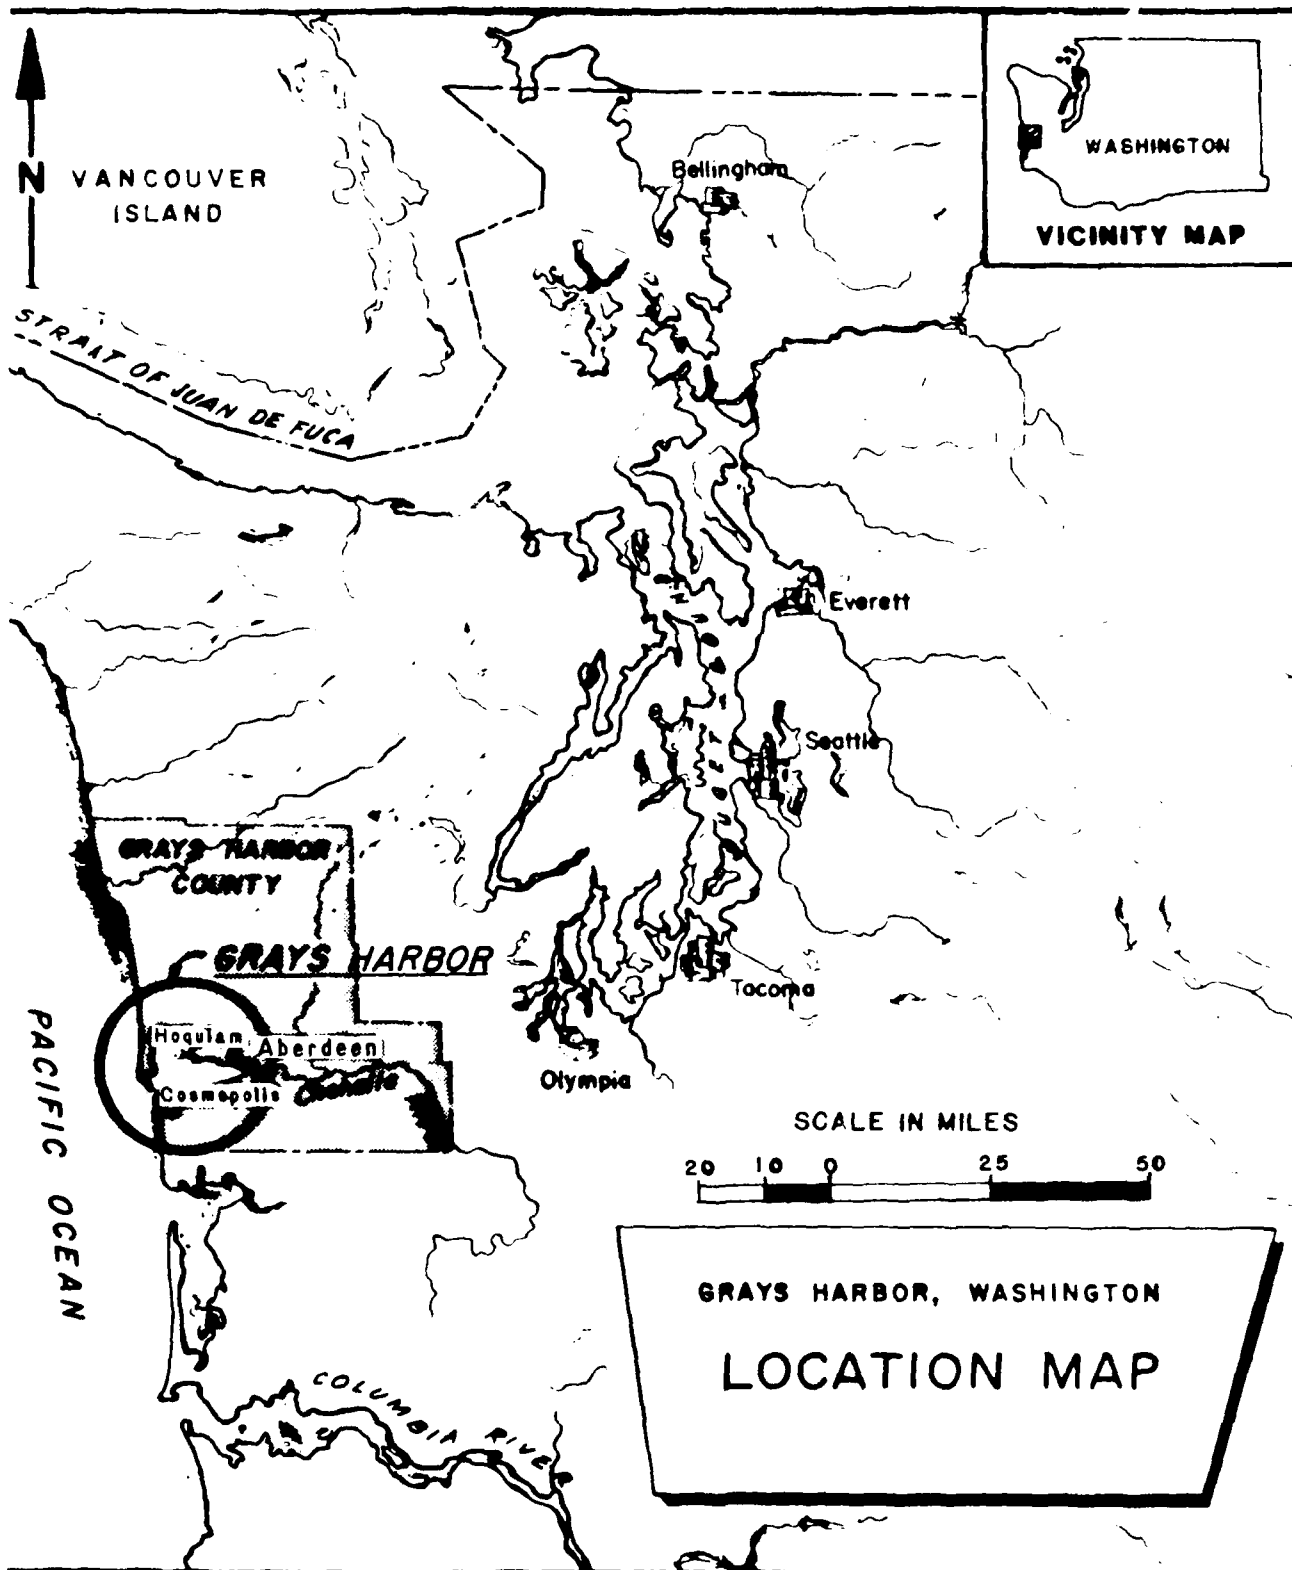 N
VANCOUVER
ISLAND
STRAIT OF JUAN DE FUCA
Bellingham
WASHINGTON
VICINITY MAP
Everett
Seattle
PUGET SOUND
GRAYS HARBOR
COUNTY
GRAYS HARBOR
Hoquiam
Aberdeen
Cosmopolis
Chehalis
Tacoma
Olympia
PACIFIC OCEAN
SCALE IN MILES
20 10 0 25 50
GRAYS HARBOR, WASHINGTON
LOCATION MAP
COLUMBIA RIVER